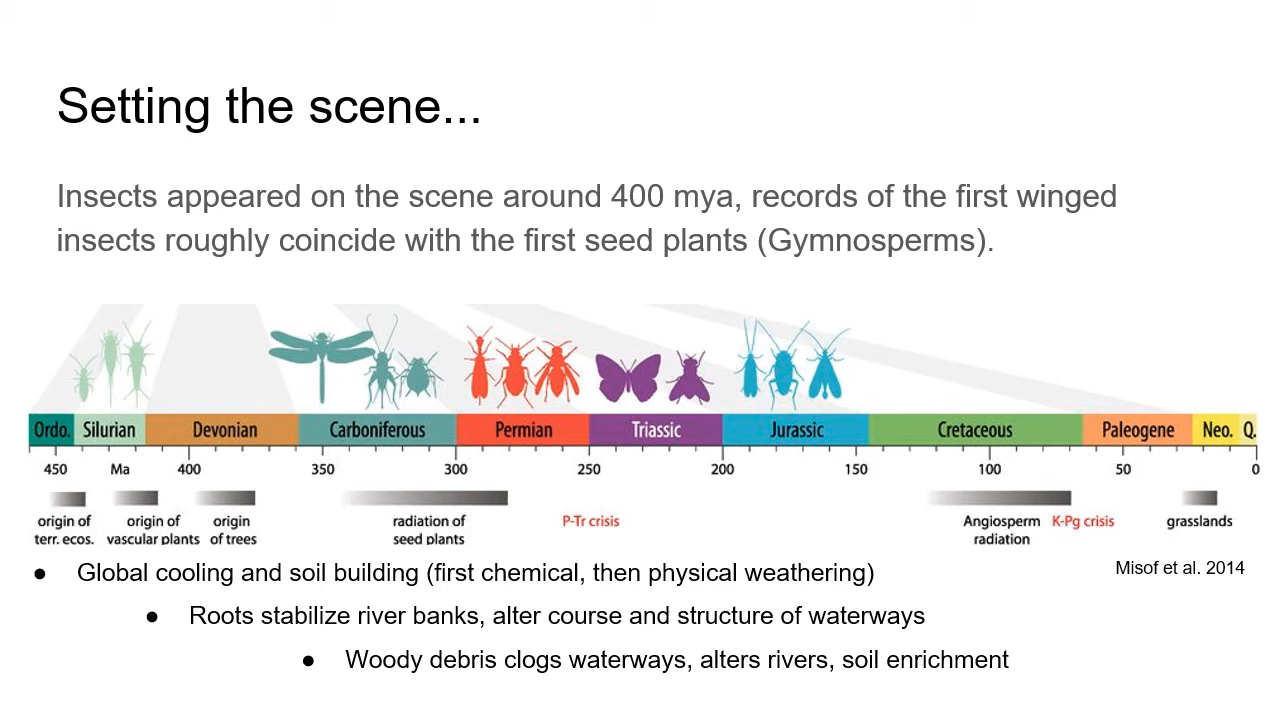 Setting the scene...
Insects appeared on the scene around 400 mya, records of the first winged
insects roughly coincide with the first seed plants (Gymnosperms).
Ordo. Silurian Devonian Carboniferous Permian Triassic Jurassic Cretaceous Paleogene Neo. Q.
450 Ma 400 350 300 250 200 150 100 50 0
origin of origin of origin radiation of P-Tr crisis Angiosperm K-Pg crisis grasslands
terr. ecos. vascular plants of trees seed plants radiation
● Global cooling and soil building (first chemical, then physical weathering)
Misof et al. 2014
● Roots stabilize river banks, alter course and structure of waterways
● Woody debris clogs waterways, alters rivers, soil enrichment